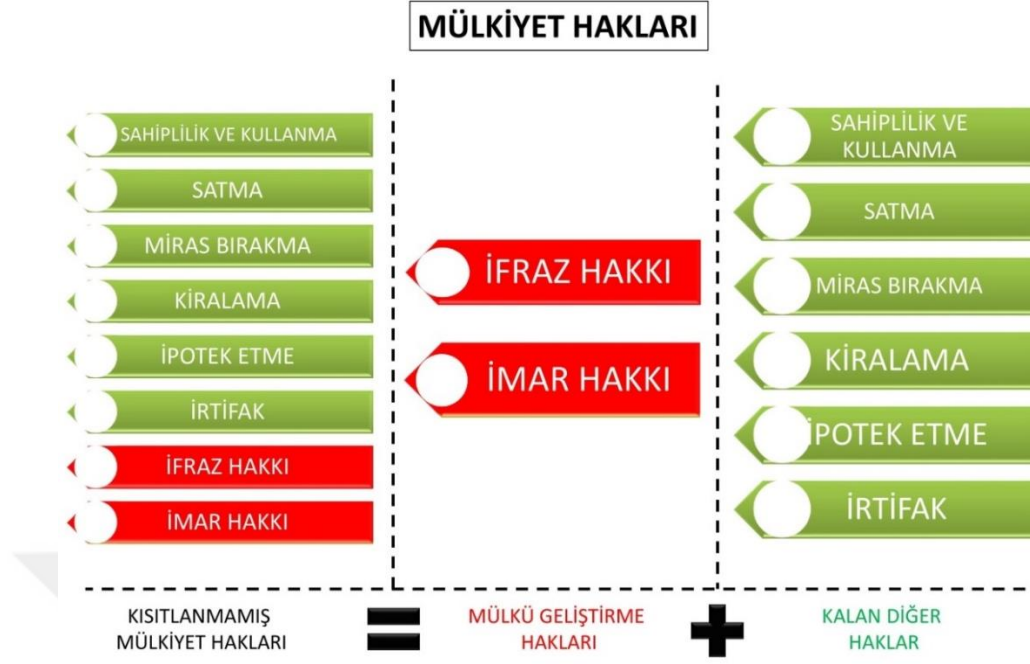 MÜLKİYET HAKLARI
SAHİPLİLİK VE KULLANMA
SATMA
MİRAS BIRAKMA
KİRALAMA
İPOTEK ETME
İRTİFAK
İFRAZ HAKKI
İMAR HAKKI
İFRAZ HAKKI
İMAR HAKKI
SAHİPLİLİK VE
KULLANMA
SATMA
MİRAS BIRAKMA
KİRALAMA
İPOTEK ETME
İRTİFAK
KISITLANMAMIŞ
MÜLKİYET HAKLARI
=
MÜLKÜ GELİŞTİRME
HAKLARI
+
KALAN DİĞER
HAKLAR